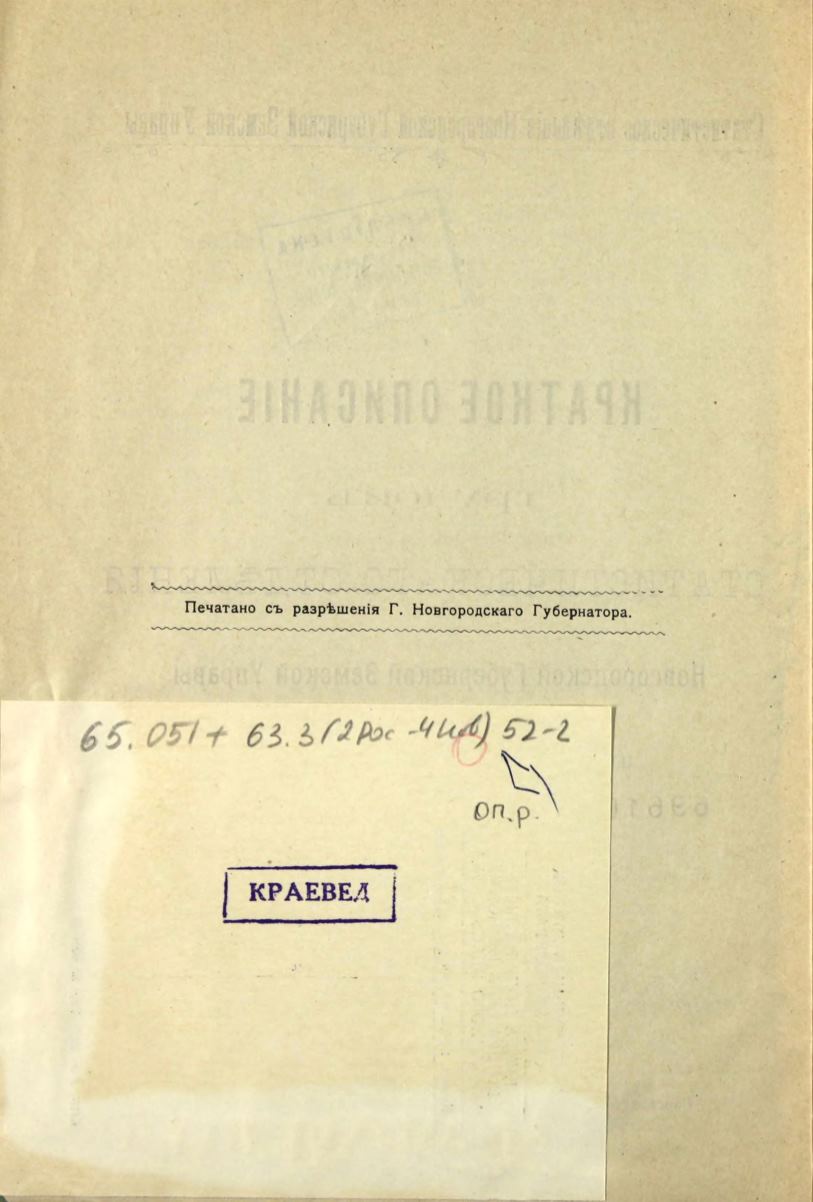 Печатано съ разрѣшенія Г. Новгородскаго Губернатора.
65.051+ 63.3(2Рос-4Нов) 52-2
оп.р.
КРАЕВЕД